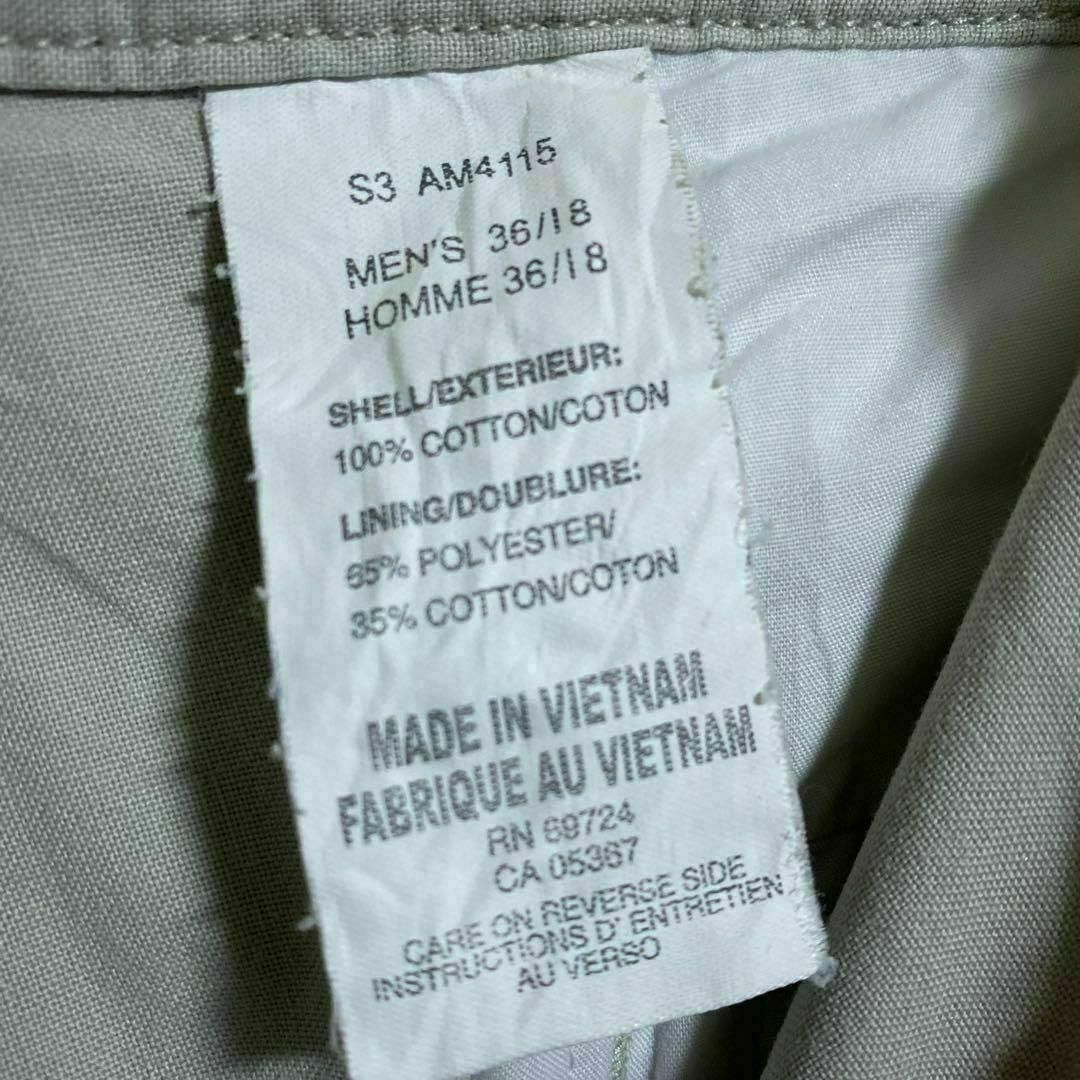 S3 AM4115
MEN'S 36/18
HOMME 36/18
SHELL/EXTERIEUR:
100% COTTON/COTON
LINING/DOUBLURE:
65% POLYESTER/
35% COTTON/COTON
MADE IN VIETNAM
FABRIQUE AU VIETNAM
RN 69724
CA 05367
CARE ON REVERSE SIDE
INSTRUCTIONS D' ENTRETIEN
AU VERSO